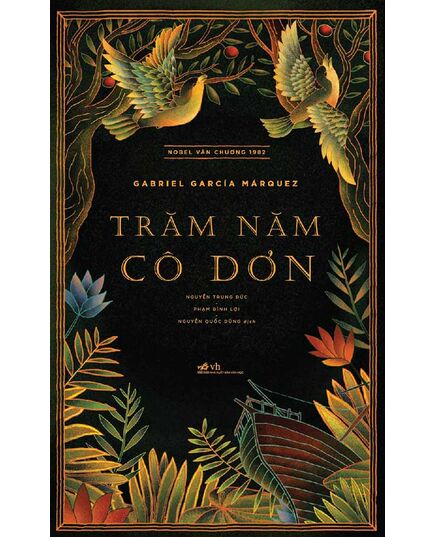 NOBEL VĂN CHƯƠNG 1982
GABRIEL GARCÍA MÁRQUEZ
TRĂM NĂM
CÔ ĐƠN
NGUYỄN TRUNG ĐỨC
PHẠM ĐÌNH LỢI
NGUYỄN QUỐC DŨNG dịch